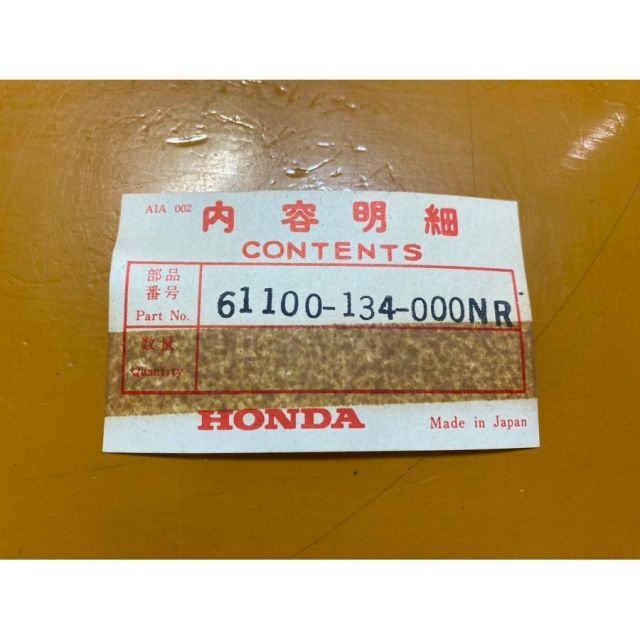 A1A 002 内容明細
CONTENTS
部品
番号
Part No. 61100-134-000NR
数量
Quantity
HONDA Made in Japan